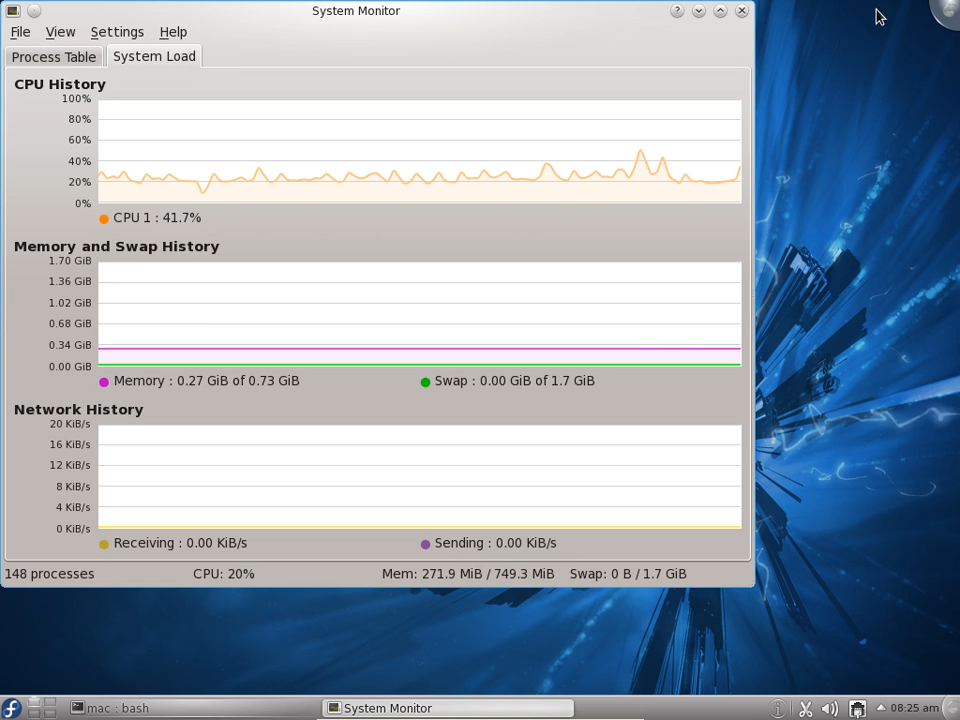 System Monitor
File View Settings Help
Process Table System Load
CPU History
100%
80%
60%
40%
20%
0%
CPU 1 : 41.7%
Memory and Swap History
1.70 GiB
1.36 GiB
1.02 GiB
0.68 GiB
0.34 GiB
0.00 GiB
Memory : 0.27 GiB of 0.73 GiB Swap : 0.00 GiB of 1.7 GiB
Network History
20 KiB/s
16 KiB/s
12 KiB/s
8 KiB/s
4 KiB/s
0 KiB/s
Receiving : 0.00 KiB/s Sending : 0.00 KiB/s
148 processes CPU: 20% Mem: 271.9 MiB / 749.3 MiB Swap: 0 B / 1.7 GiB
mac : bash System Monitor 08:25 am